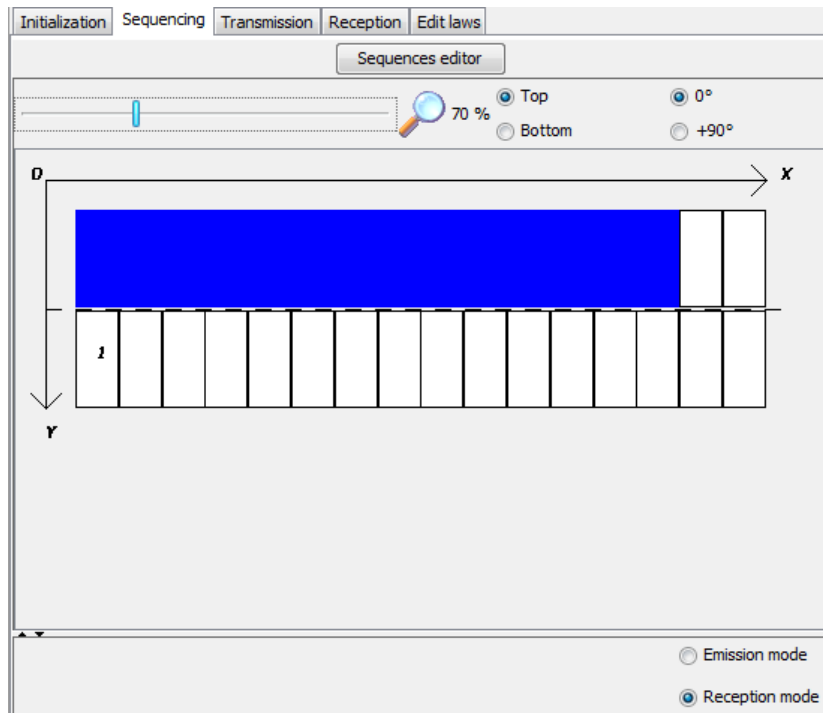 Initialization Sequencing Transmission Reception Edit laws
Sequences editor
70 % Top 0°
Bottom +90°
O X
1
Y
Emission mode
Reception mode